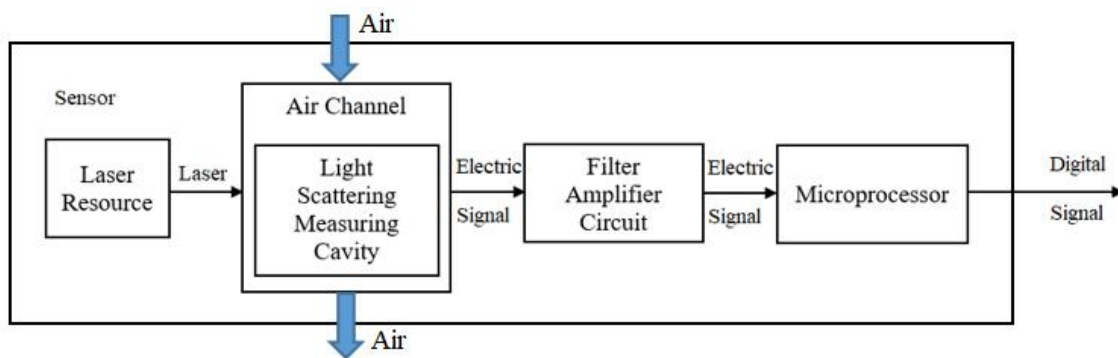 Air
Sensor
Laser
Resource
Laser
Air Channel
Light
Scattering
Measuring
Cavity
Electric
Signal
Filter
Amplifier
Circuit
Electric
Signal
Microprocessor
Digital
Signal
Air